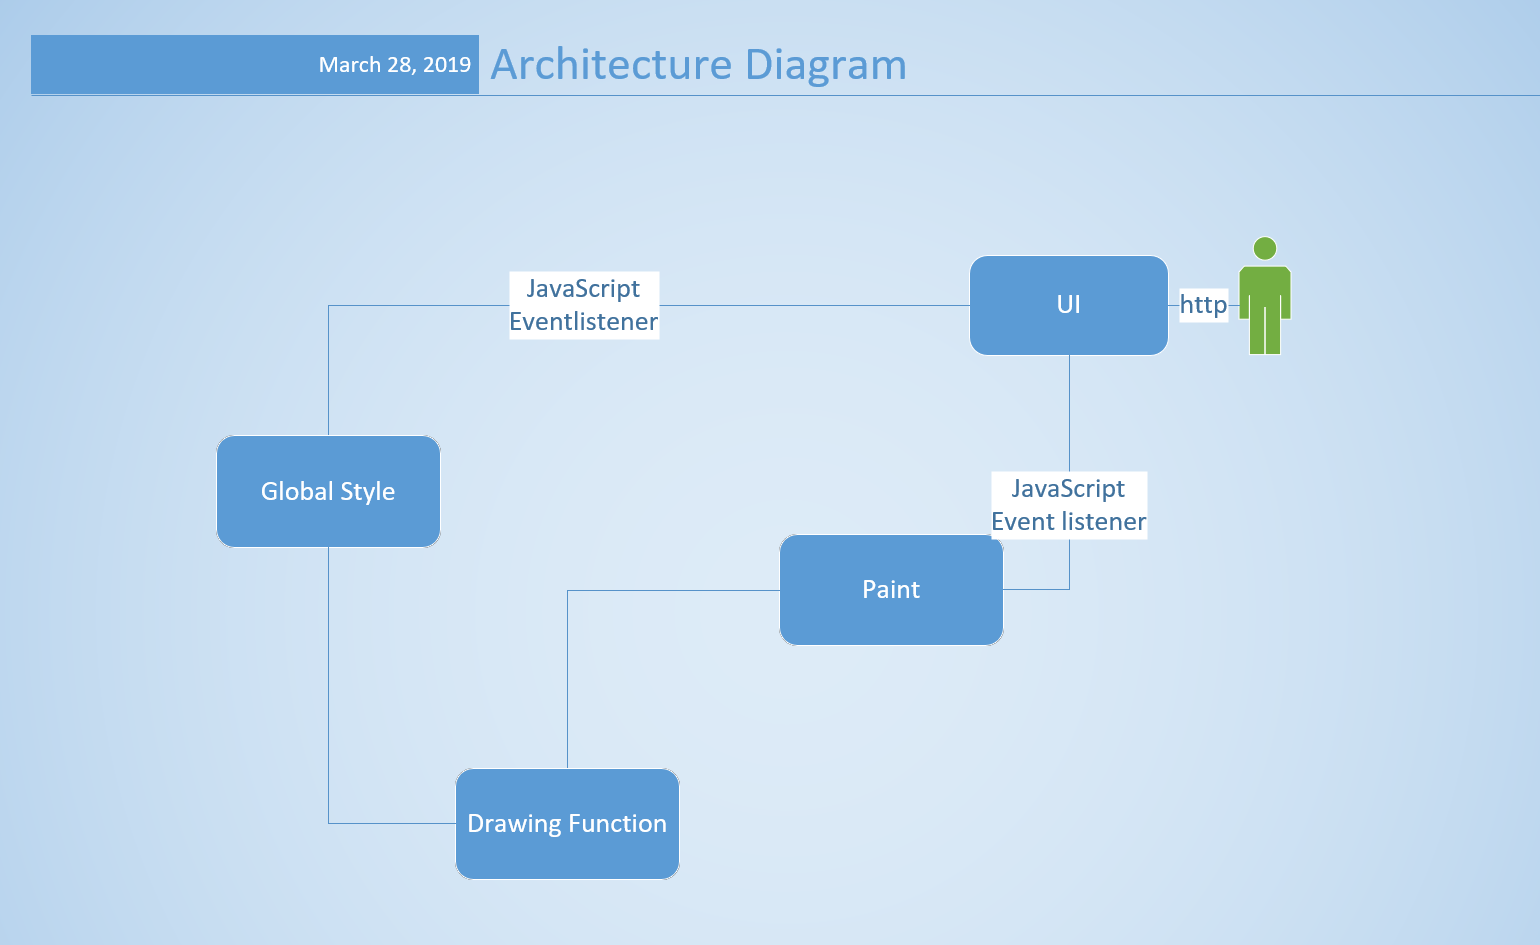 March 28, 2019
Architecture Diagram
JavaScript
Eventlistener
UI
http
Global Style
JavaScript
Event listener
Paint
Drawing Function